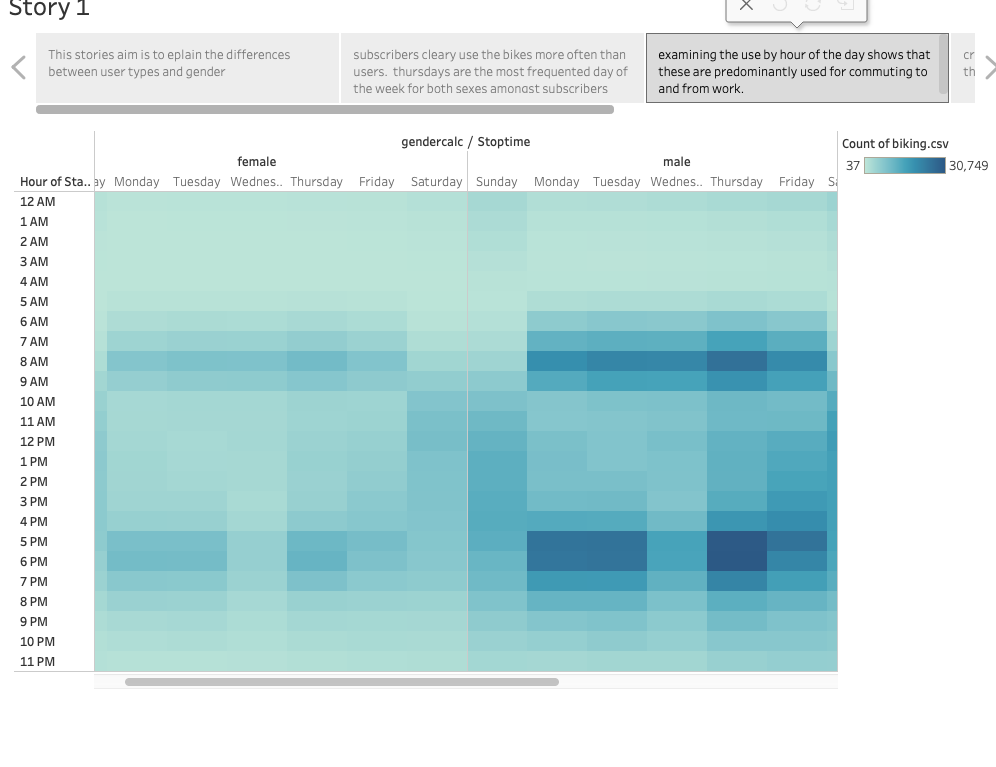 Story 1
This stories aim is to eplain the differences
between user types and gender
subscribers cleary use the bikes more often than
users. thursdays are the most frequented day of
the week for both sexes amongst subscribers
examining the use by hour of the day shows that
these are predominantly used for commuting to
and from work.
cr
th
gendercalc / Stoptime
female
male
Hour of Sta.. ay Monday Tuesday Wednes.. Thursday Friday Saturday Sunday Monday Tuesday Wednes.. Thursday Friday Sa
12 AM
1 AM
2 AM
3 AM
4 AM
5 AM
6 AM
7 AM
8 AM
9 AM
10 AM
11 AM
12 PM
1 PM
2 PM
3 PM
4 PM
5 PM
6 PM
7 PM
8 PM
9 PM
10 PM
11 PM
Count of biking.csv
37 30,749